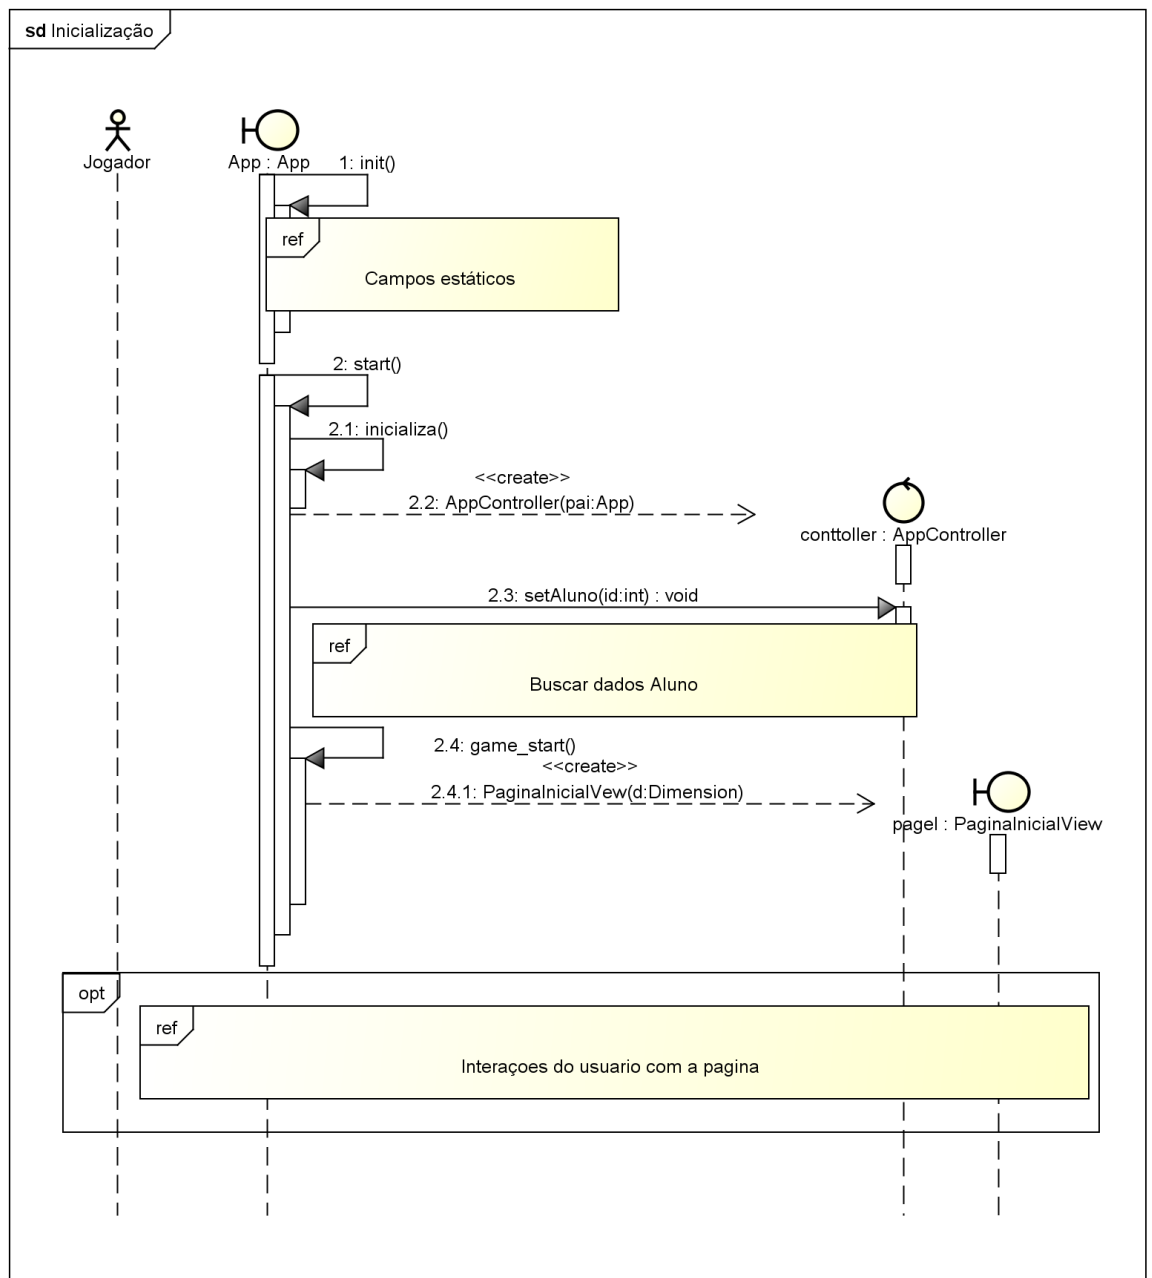 sd Inicialização
Jogador
App : App
1: init()
ref
Campos estáticos
2: start()
2.1: inicializa()
<<create>>
2.2: AppController(pai:App)
conttoller : AppController
2.3: setAluno(id:int) : void
ref
Buscar dados Aluno
2.4: game_start()
<<create>>
2.4.1: PaginaInicialVew(d:Dimension)
pageI : PaginaInicialView
opt
ref
Interaçoes do usuario com a pagina